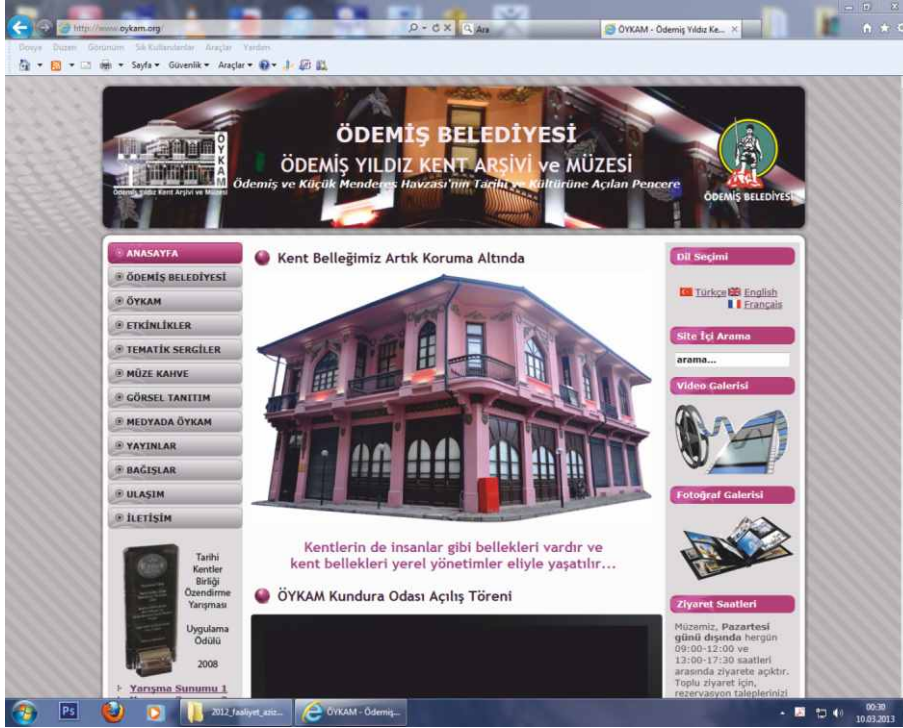 http://www.oykam.org/
Ara
ÖYKAM - Ödemiş Yıldız Ke...
Dosya Düzen Görünüm Sık Kullanılanlar Araçlar Yardım
Sayfa Güvenlik Araçlar
ÖDEMİŞ BELEDİYESİ
ÖDEMİŞ YILDIZ KENT ARŞİVİ ve MÜZESİ
Ödemiş ve Küçük Menderes Havzası'nın Tarihi ve Kültürüne Açılan Pencere
ÖYKAM
Ödemiş Yıldız Kent Arşivi ve Müzesi
ÖDEMİŞ BELEDİYESİ
ANASAYFA
ÖDEMİŞ BELEDİYESİ
ÖYKAM
ETKİNLİKLER
TEMATİK SERGİLER
MÜZE KAHVE
GÖRSEL TANITIM
MEDYADA ÖYKAM
YAYINLAR
BAĞIŞLAR
ULAŞIM
İLETİŞİM
Tarihi
Kentler
Birliği
Özendirme
Yarışması
Uygulama
Ödülü
2008
Yarışma Sunumu 1
Kent Belleğimiz Artık Koruma Altında
Kentlerin de insanlar gibi bellekleri vardır ve
kent bellekleri yerel yönetimler eliyle yaşatılır...
ÖYKAM Kundura Odası Açılış Töreni
Dil Seçimi
Türkçe English
Français
Site İçi Arama
arama...
Video Galerisi
Fotoğraf Galerisi
Ziyaret Saatleri
Müzemiz, Pazartesi
günü dışında hergün
09:00-12:00 ve
13:00-17:30 saatleri
arasında ziyarete açıktır.
Toplu ziyaret için,
rezervasyon taleplerinizi
Ps
2012_faaliyet_aziz...
ÖYKAM - Ödemiş...
00:30
10.03.2013